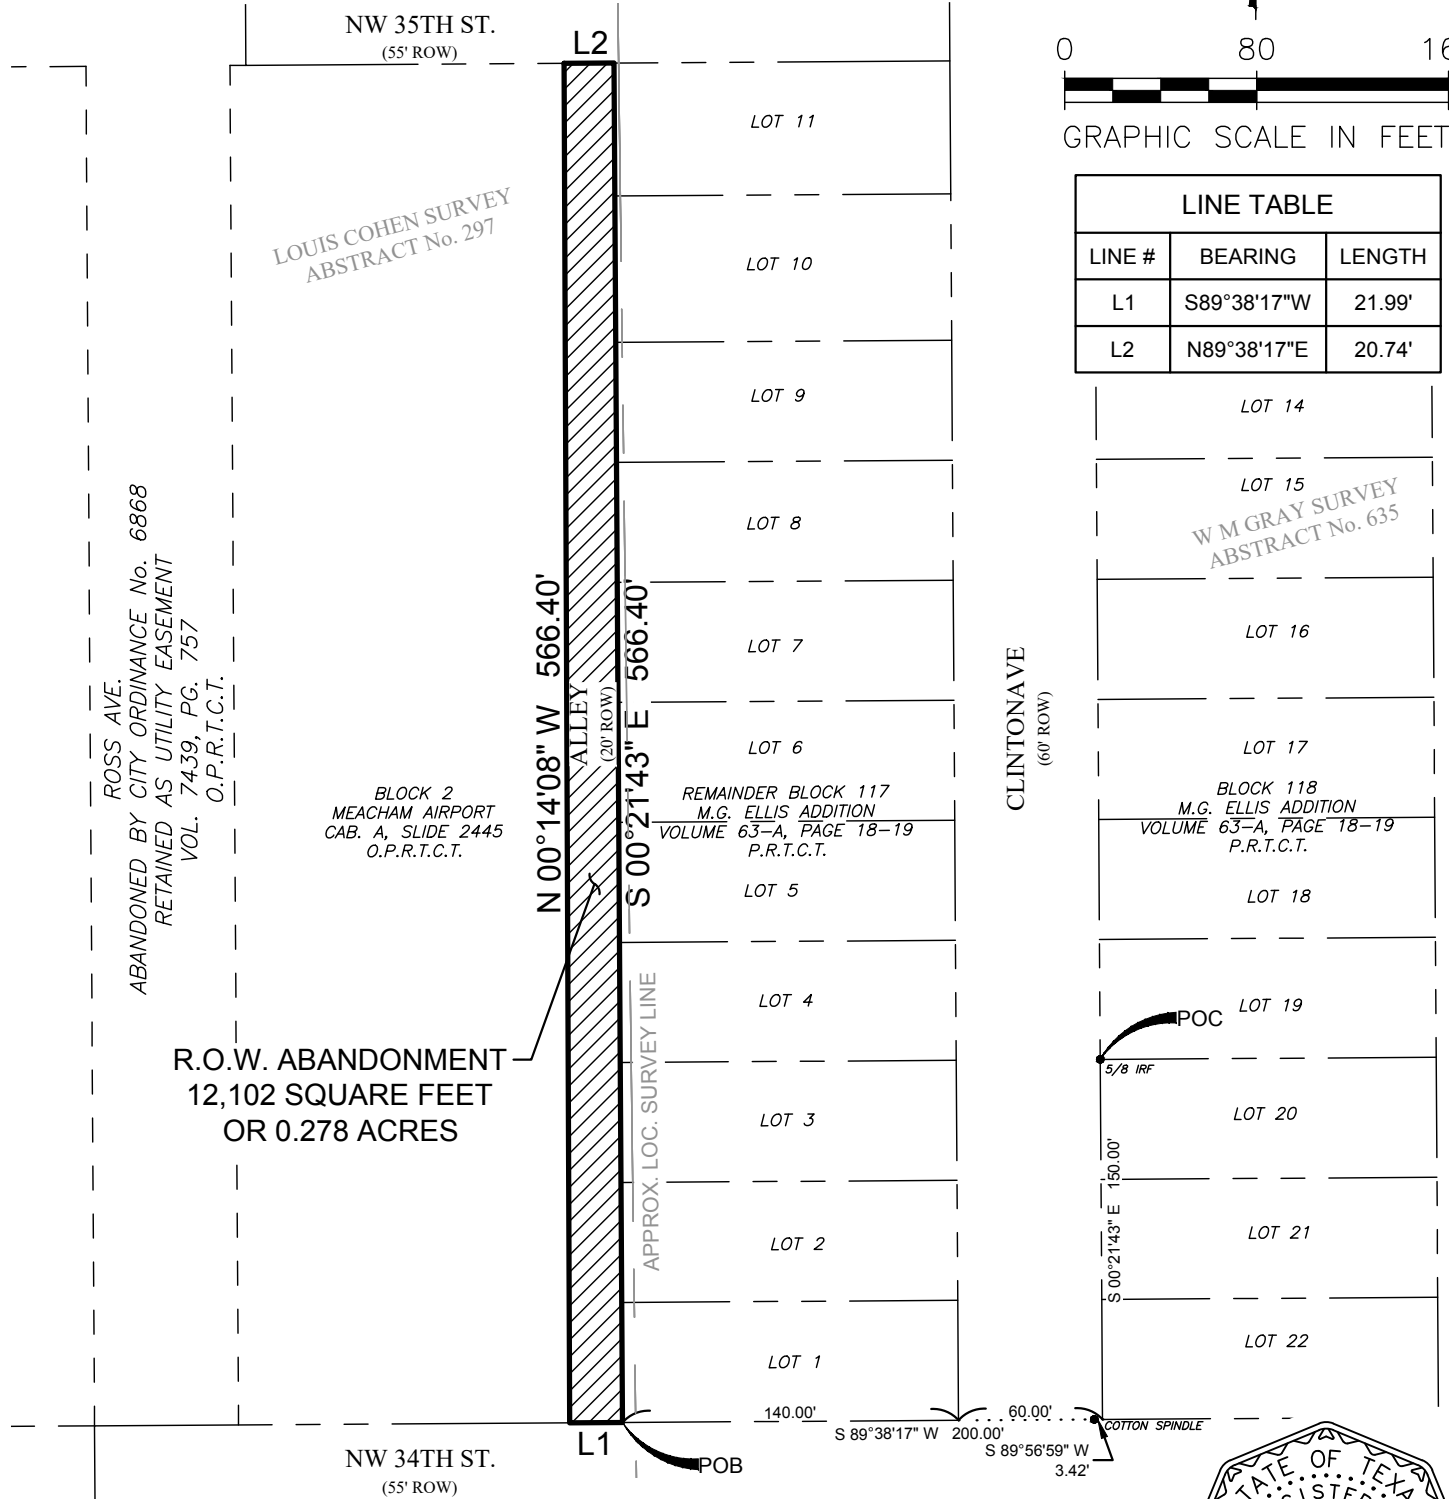 NW 35TH ST.
(55' ROW)
L2
0 80
GRAPHIC SCALE IN FEET
LINE TABLE
LINE # BEARING LENGTH
L1 S89°38'17"W 21.99'
L2 N89°38'17"E 20.74'
LOUIS COHEN SURVEY
ABSTRACT No. 297
LOT 11
LOT 10
LOT 9
LOT 8
LOT 7
LOT 6
REMAINDER BLOCK 117
M.G. ELLIS ADDITION
VOLUME 63-A, PAGE 18-19
P.R.T.C.T.
LOT 5
LOT 4
LOT 3
LOT 2
LOT 1
LOT 14
LOT 15
W M GRAY SURVEY
ABSTRACT No. 635
LOT 16
LOT 17
BLOCK 118
M.G. ELLIS ADDITION
VOLUME 63-A, PAGE 18-19
P.R.T.C.T.
LOT 18
LOT 19
POC
5/8 IRF
LOT 20
LOT 21
LOT 22
S 00°21'43" E 150.00'
CLINTONAVE
(60' ROW)
ROSS AVE.
ABANDONED BY CITY ORDINANCE No. 6868
RETAINED AS UTILITY EASEMENT
VOL. 7439, PG. 757
O.P.R.T.C.T.
BLOCK 2
MEACHAM AIRPORT
CAB. A, SLIDE 2445
O.P.R.T.C.T.
N 00°14'08" W 566.40'
ALLEY
(20' ROW)
S 00°21'43" E 566.40'
APPROX. LOC. SURVEY LINE
R.O.W. ABANDONMENT
12,102 SQUARE FEET
OR 0.278 ACRES
L1
POB
140.00'
60.00'
S 89°38'17" W 200.00'
S 89°56'59" W
3.42'
COTTON SPINDLE
NW 34TH ST.
(55' ROW)
OF